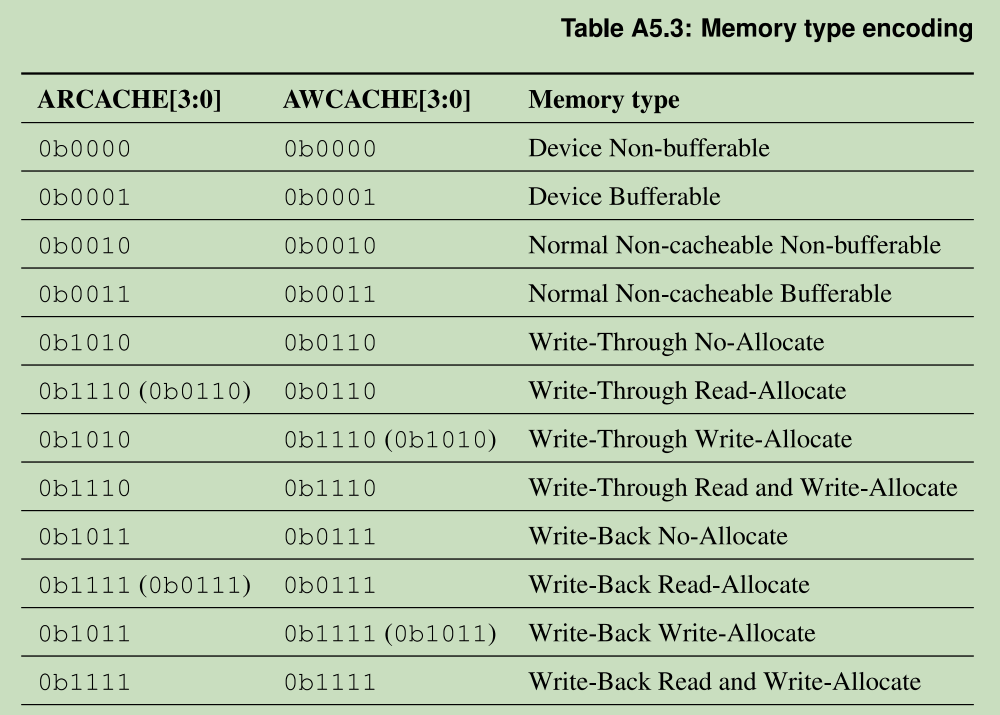 Table A5.3: Memory type encoding
ARCACHE[3:0] AWCACHE[3:0] Memory type
0b0000 0b0000 Device Non-bufferable
0b0001 0b0001 Device Bufferable
0b0010 0b0010 Normal Non-cacheable Non-bufferable
0b0011 0b0011 Normal Non-cacheable Bufferable
0b1010 0b0110 Write-Through No-Allocate
0b1110 (0b0110) 0b0110 Write-Through Read-Allocate
0b1010 0b1110 (0b1010) Write-Through Write-Allocate
0b1110 0b1110 Write-Through Read and Write-Allocate
0b1011 0b0111 Write-Back No-Allocate
0b1111 (0b0111) 0b0111 Write-Back Read-Allocate
0b1011 0b1111 (0b1011) Write-Back Write-Allocate
0b1111 0b1111 Write-Back Read and Write-Allocate